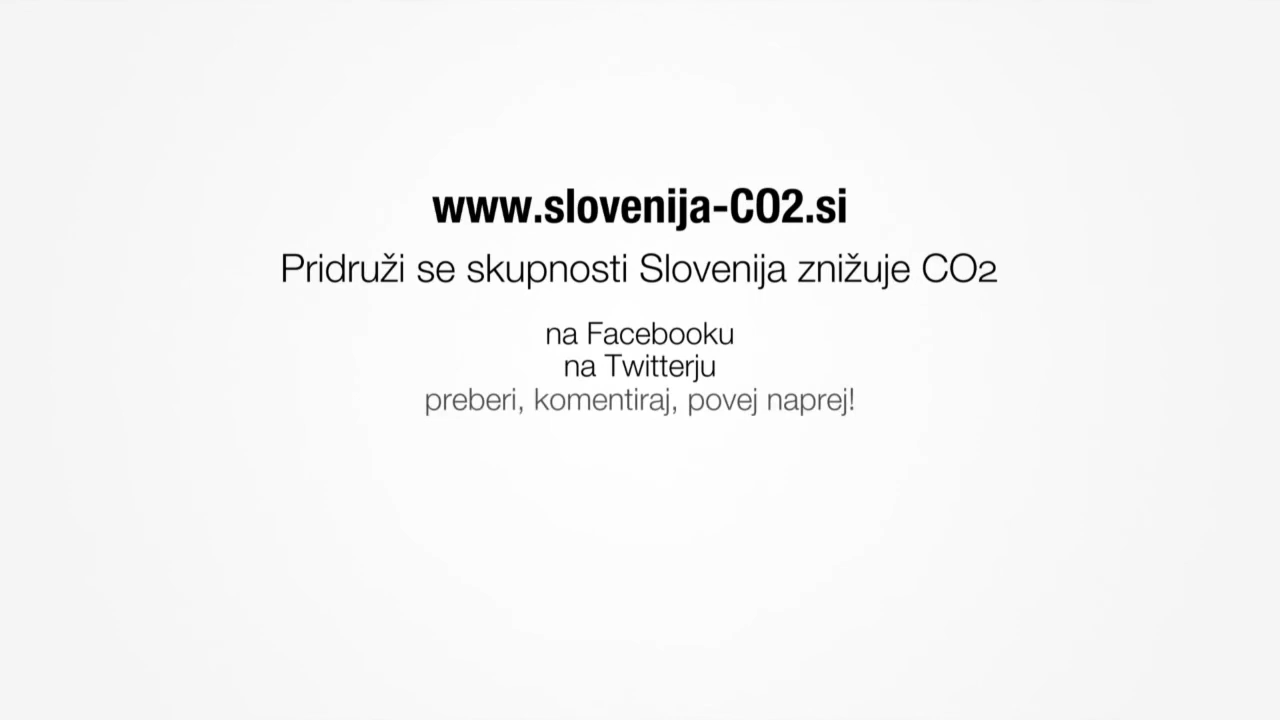 www.slovenija-CO2.si
Pridruži se skupnosti Slovenija znižuje CO2
na Facebooku
na Twitterju
preberi, komentiraj, povej naprej!